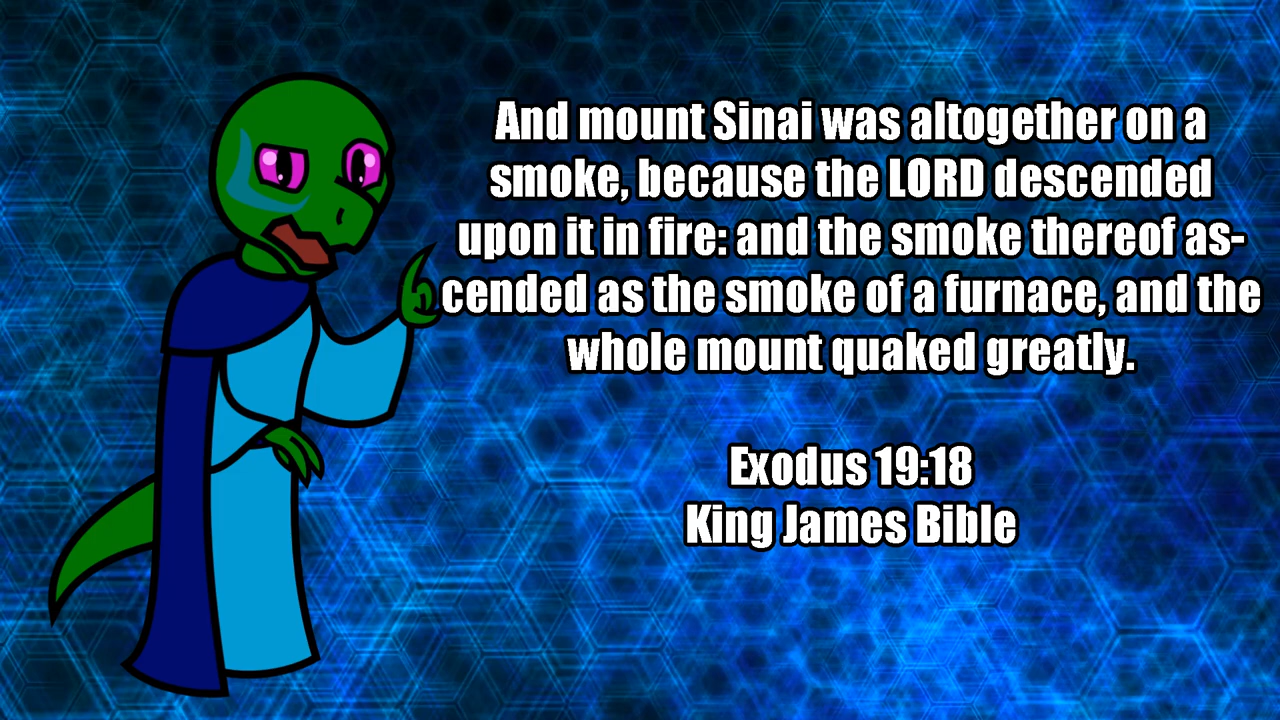 And mount Sinai was altogether on a
smoke, because the LORD descended
upon it in fire: and the smoke thereof as-
cended as the smoke of a furnace, and the
whole mount quaked greatly.
Exodus 19:18
King James Bible